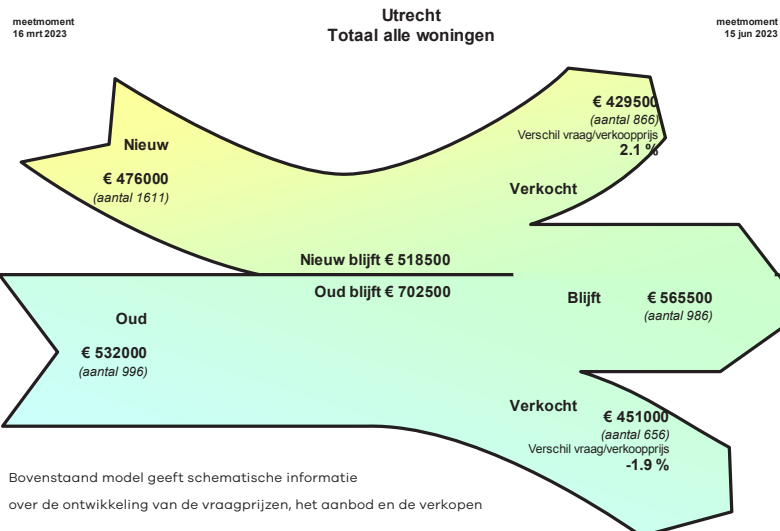 meetmoment
16 mrt 2023
Utrecht
Totaal alle woningen
meetmoment
15 jun 2023
Nieuw
€ 476000
(aantal 1611)
€ 429500
(aantal 866)
Verschil vraag/verkoopprijs
2.1 %
Verkocht
Nieuw blijft € 518500
Oud blijft € 702500
Blijft
€ 565500
(aantal 986)
Oud
€ 532000
(aantal 996)
Verkocht
€ 451000
(aantal 656)
Verschil vraag/verkoopprijs
-1.9 %
Bovenstaand model geeft schematische informatie
over de ontwikkeling van de vraagprijzen, het aanbod en de verkopen